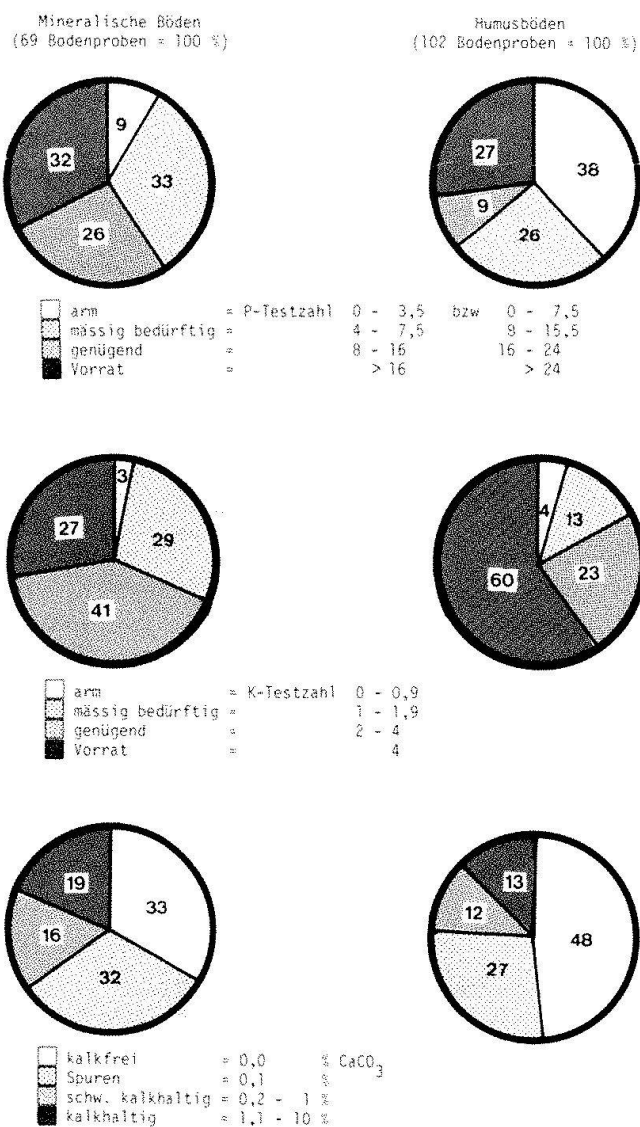 Mineralische Böden
(69 Bodenproben = 100 %)
Humusböden
(102 Bodenproben = 100 %)
9
33
26
32
38
26
9
27
arm = P-Testzahl 0 - 3,5 bzw 0 - 7,5
mässig bedürftig = 4 - 7,5 8 - 15,5
genügend = 8 - 16 16 - 24
Vorrat = > 16 > 24
3
29
41
27
4
13
23
60
arm = K-Testzahl 0 - 0,9
mässig bedürftig = 1 - 1,9
genügend = 2 - 4
Vorrat = 4
33
32
16
19
48
27
12
13
kalkfrei = 0,0 % CaCO3
Spuren = 0,1 %
schw. kalkhaltig = 0,2 - 1 %
kalkhaltig = 1,1 - 10 %